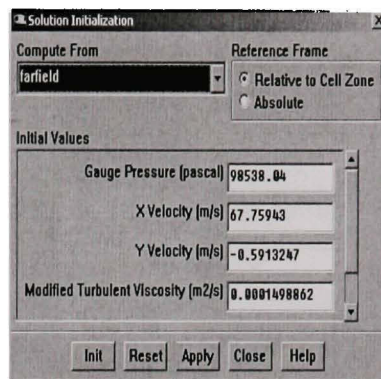 Solution Initialization
Compute From
farfield
Reference Frame
Relative to Cell Zone
Absolute
Initial Values
Gauge Pressure (pascal) 98538.04
X Velocity (m/s) 67.75943
Y Velocity (m/s) -0.5913247
Modified Turbulent Viscosity (m2/s) 0.0001498862
Init Reset Apply Close Help